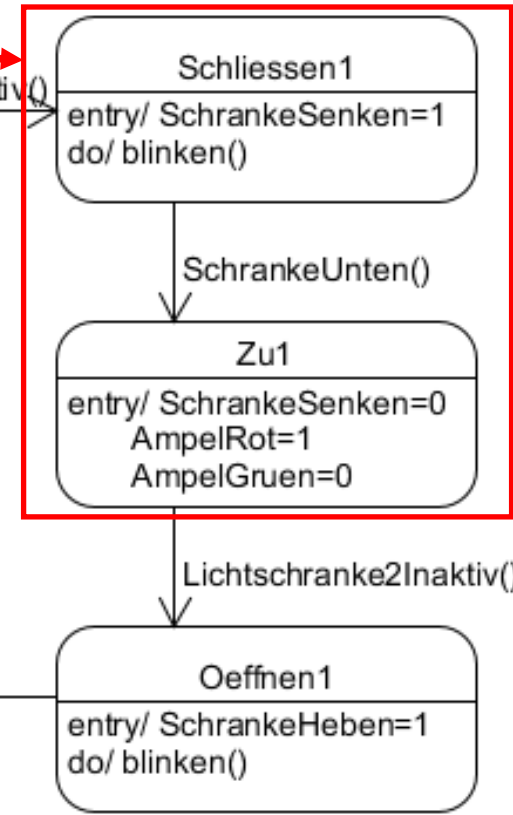 Schliessen1
tiv()
entry/ SchrankeSenken=1
do/ blinken()
SchrankeUnten()
Zu1
entry/ SchrankeSenken=0
AmpelRot=1
AmpelGruen=0
Lichtschranke2Inaktiv()
Oeffnen1
entry/ SchrankeHeben=1
do/ blinken()